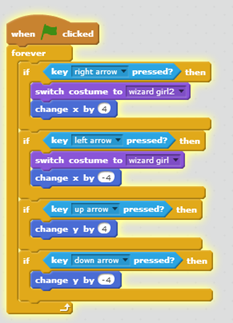 when clicked
forever
if key right arrow pressed? then
switch costume to wizard girl2
change x by 4
if key left arrow pressed? then
switch costume to wizard girl
change x by -4
if key up arrow pressed? then
change y by 4
if key down arrow pressed? then
change y by -4